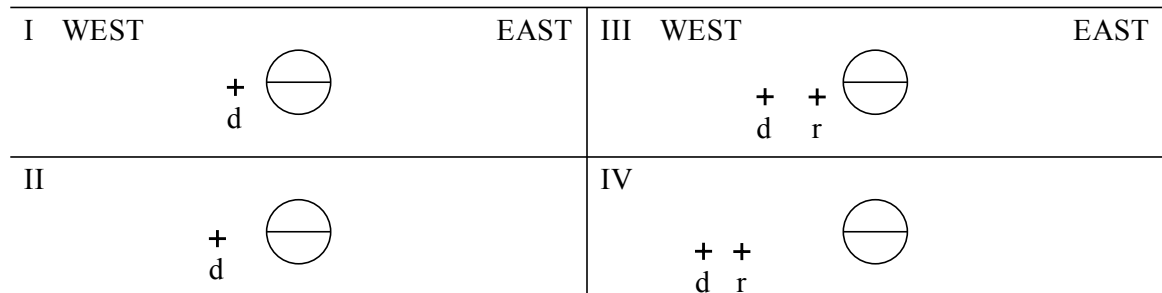 I WEST EAST
d
II
d
III WEST EAST
d r
IV
d r